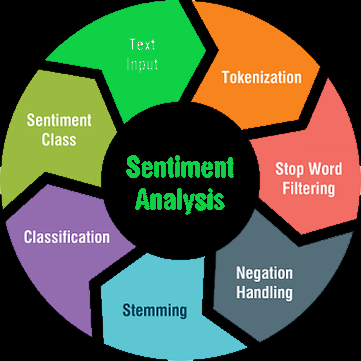 Text
Input
Tokenization
Stop Word
Filtering
Negation
Handling
Stemming
Classification
Sentiment
Class
Sentiment
Analysis